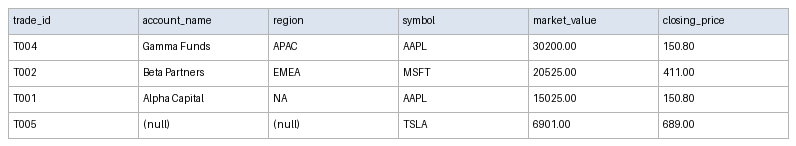 trade_id account_name region symbol market_value closing_price
T004 Gamma Funds APAC AAPL 30200.00 150.80
T002 Beta Partners EMEA MSFT 20525.00 411.00
T001 Alpha Capital NA AAPL 15025.00 150.80
T005 (null) (null) TSLA 6901.00 689.00